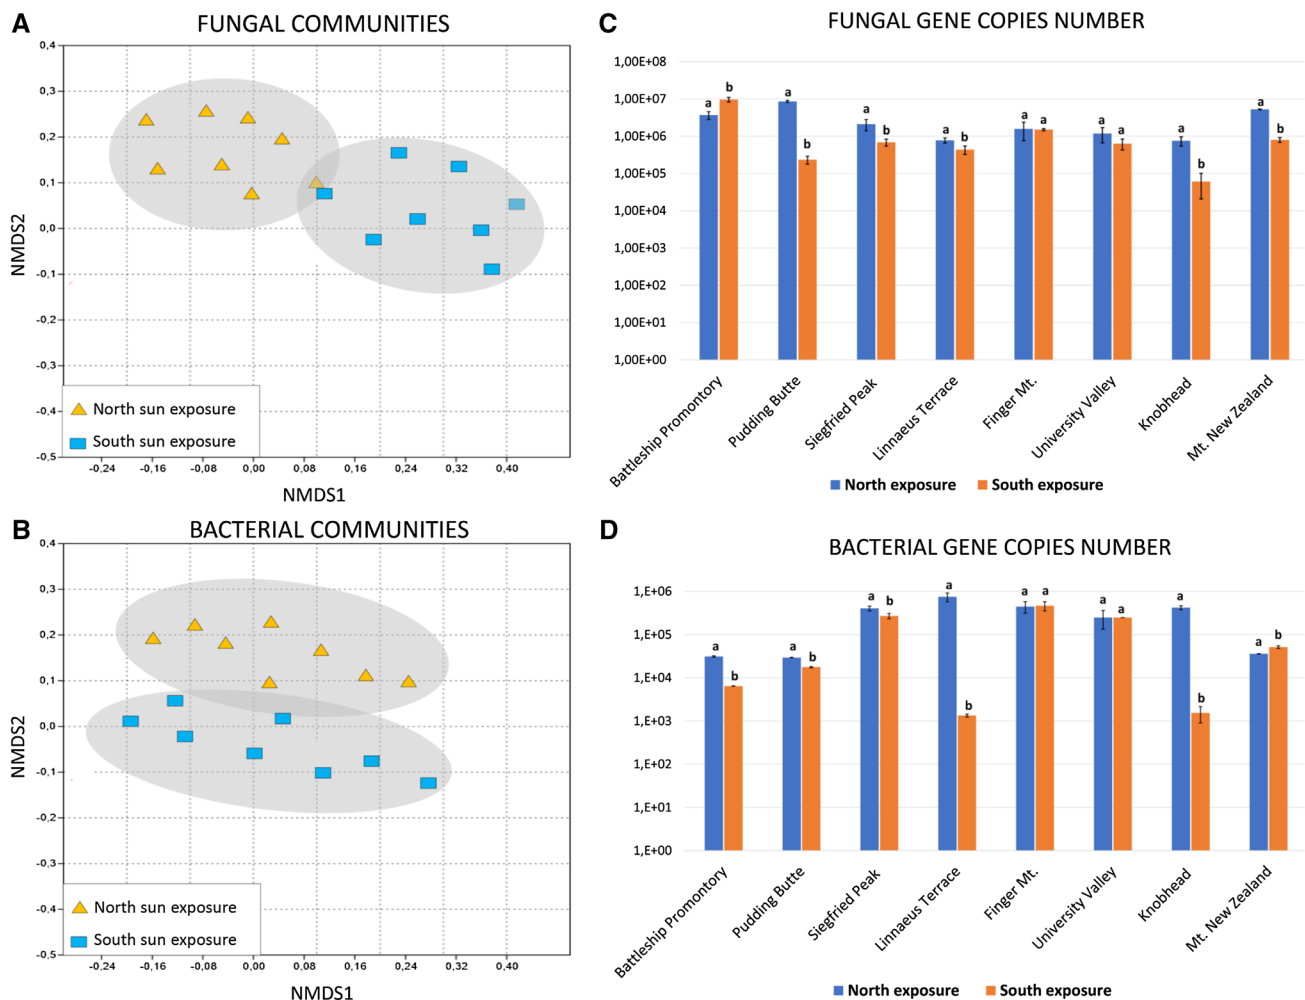 A
FUNGAL COMMUNITIES
0,4
0,3
0,2
0,1
0,0
-0,1
-0,2
-0,3
-0,4
-0,5
NMDS2
North sun exposure
South sun exposure
-0,24 -0,16 -0,08 0,00 0,08 0,16 0,24 0,32 0,40
NMDS1
B
BACTERIAL COMMUNITIES
0,4
0,3
0,2
0,1
0,0
-0,1
-0,2
-0,3
-0,4
-0,5
NMDS2
North sun exposure
South sun exposure
-0,24 -0,16 -0,08 0,00 0,08 0,16 0,24 0,32 0,40
NMDS1
C
FUNGAL GENE COPIES NUMBER
1,00E+08
1,00E+07
1,00E+06
1,00E+05
1,00E+04
1,00E+03
1,00E+02
1,00E+01
1,00E+00
a b a b a b a b a a a a a b a b
Battleship Promontory
Pudding Butte
Siegfried Peak
Linnaeus Terrace
Finger Mt.
University Valley
Knobhead
Mt. New Zealand
North exposure South exposure
D
BACTERIAL GENE COPIES NUMBER
1,E+06
1,E+05
1,E+04
1,E+03
1,E+02
1,E+01
1,E+00
a b a b a b a b a a a a a b a b
Battleship Promontory
Pudding Butte
Siegfried Peak
Linnaeus Terrace
Finger Mt.
University Valley
Knobhead
Mt. New Zealand
North exposure South exposure